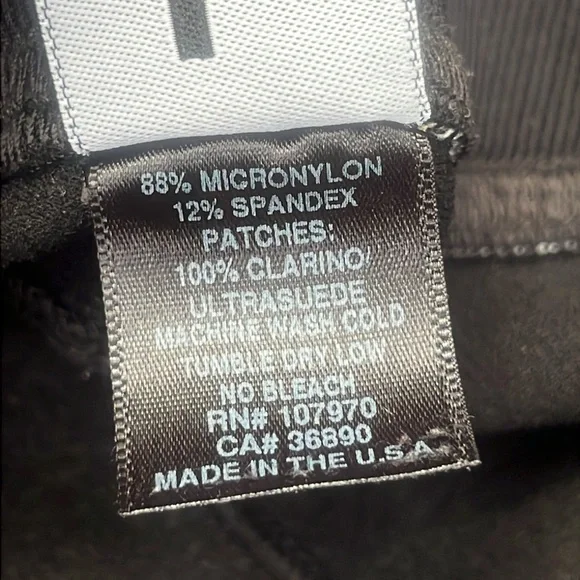 88% MICRONYLON
12% SPANDEX
PATCHES:
100% CLARINO/
ULTRASUEDE
MACHINE WASH COLD
TUMBLE DRY LOW
NO BLEACH
RN# 107970
CA# 36890
MADE IN THE U.S.A.